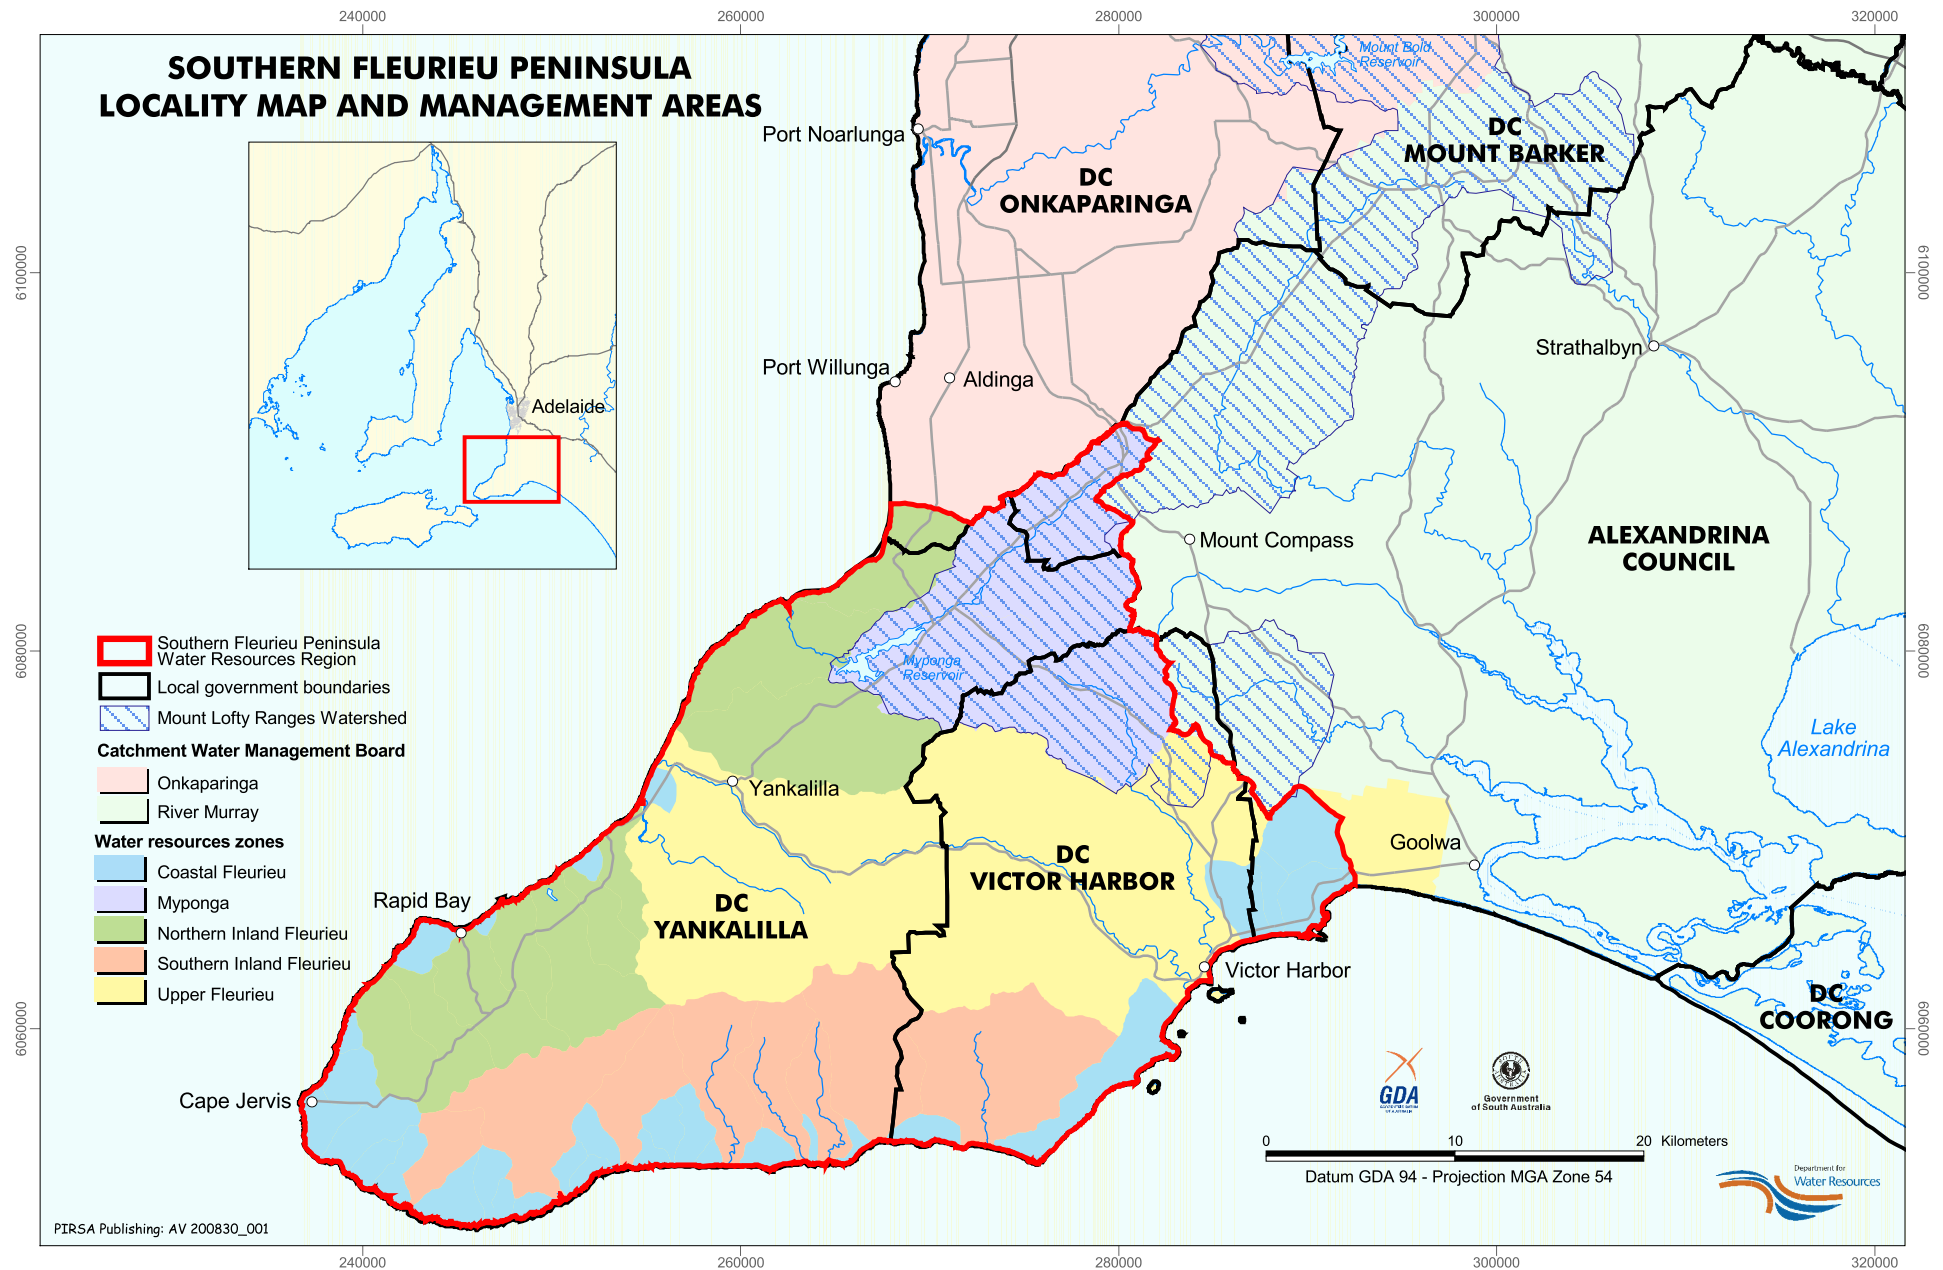 240000
260000
280000
300000
320000
SOUTHERN FLEURIEU PENINSULA
LOCALITY MAP AND MANAGEMENT AREAS
Mount Bold
Reservoir
Port Noarlunga
DC
MOUNT BARKER
DC
ONKAPARINGA
6100000
6100000
Strathalbyn
Port Willunga
Aldinga
Adelaide
Mount Compass
ALEXANDRINA
COUNCIL
Southern Fleurieu Peninsula
Water Resources Region
Local government boundaries
Mount Lofty Ranges Watershed
Catchment Water Management Board
Onkaparinga
River Murray
Water resources zones
Coastal Fleurieu
Myponga
Northern Inland Fleurieu
Southern Inland Fleurieu
Upper Fleurieu
6080000
6080000
Myponga
Reservoir
Lake
Alexandrina
Yankalilla
Goolwa
DC
VICTOR HARBOR
DC
YANKALILLA
Rapid Bay
Victor Harbor
DC
COORONG
6060000
6060000
Cape Jervis
GDA
Government
of South Australia
0
10
20 Kilometers
Datum GDA 94 - Projection MGA Zone 54
Department for
Water Resources
PIRSA Publishing: AV 200830_001
240000
260000
280000
300000
320000